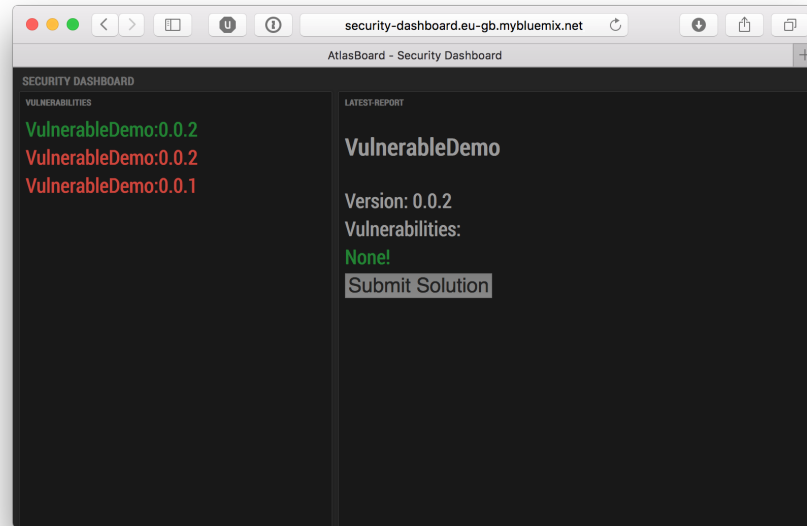 security-dashboard.eu-gb.mybluemix.net
AtlasBoard - Security Dashboard
SECURITY DASHBOARD
VULNERABILITIES
VulnerableDemo:0.0.2
VulnerableDemo:0.0.2
VulnerableDemo:0.0.1
LATEST-REPORT
VulnerableDemo
Version: 0.0.2
Vulnerabilities:
None!
Submit Solution